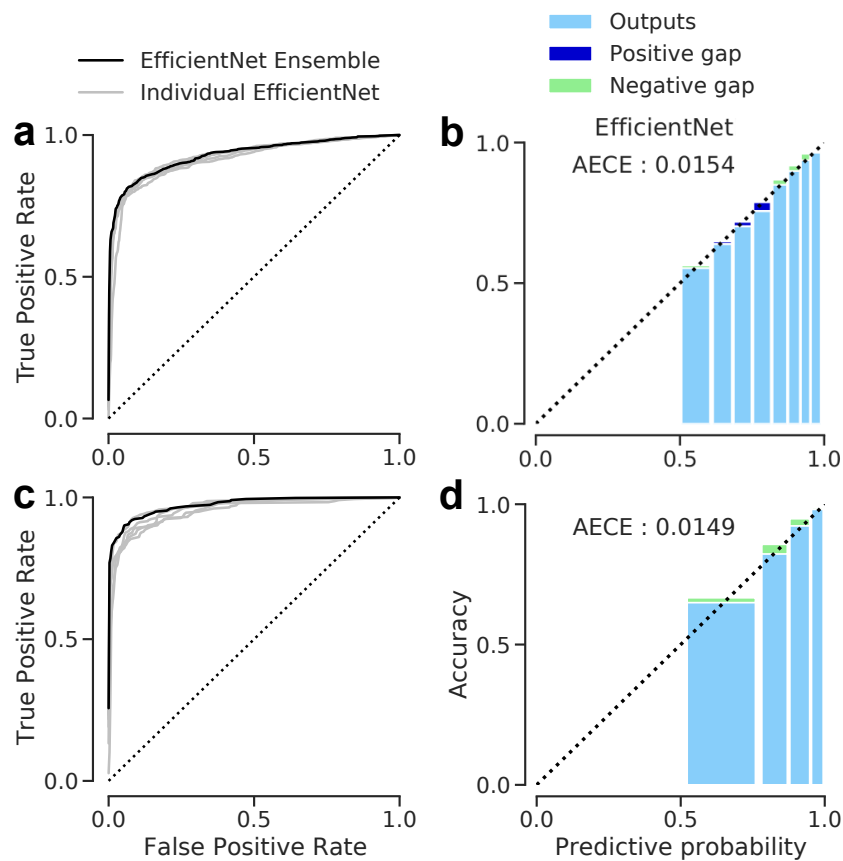 EfficientNet Ensemble
Individual EfficientNet
Outputs
Positive gap
Negative gap
a
True Positive Rate
1.0
0.5
0.0
0.0 0.5 1.0
b
EfficientNet
AECE : 0.0154
1.0
0.5
0.0
0.0 0.5 1.0
c
True Positive Rate
1.0
0.5
0.0
0.0 0.5 1.0
False Positive Rate
d
AECE : 0.0149
Accuracy
1.0
0.5
0.0
0.0 0.5 1.0
Predictive probability